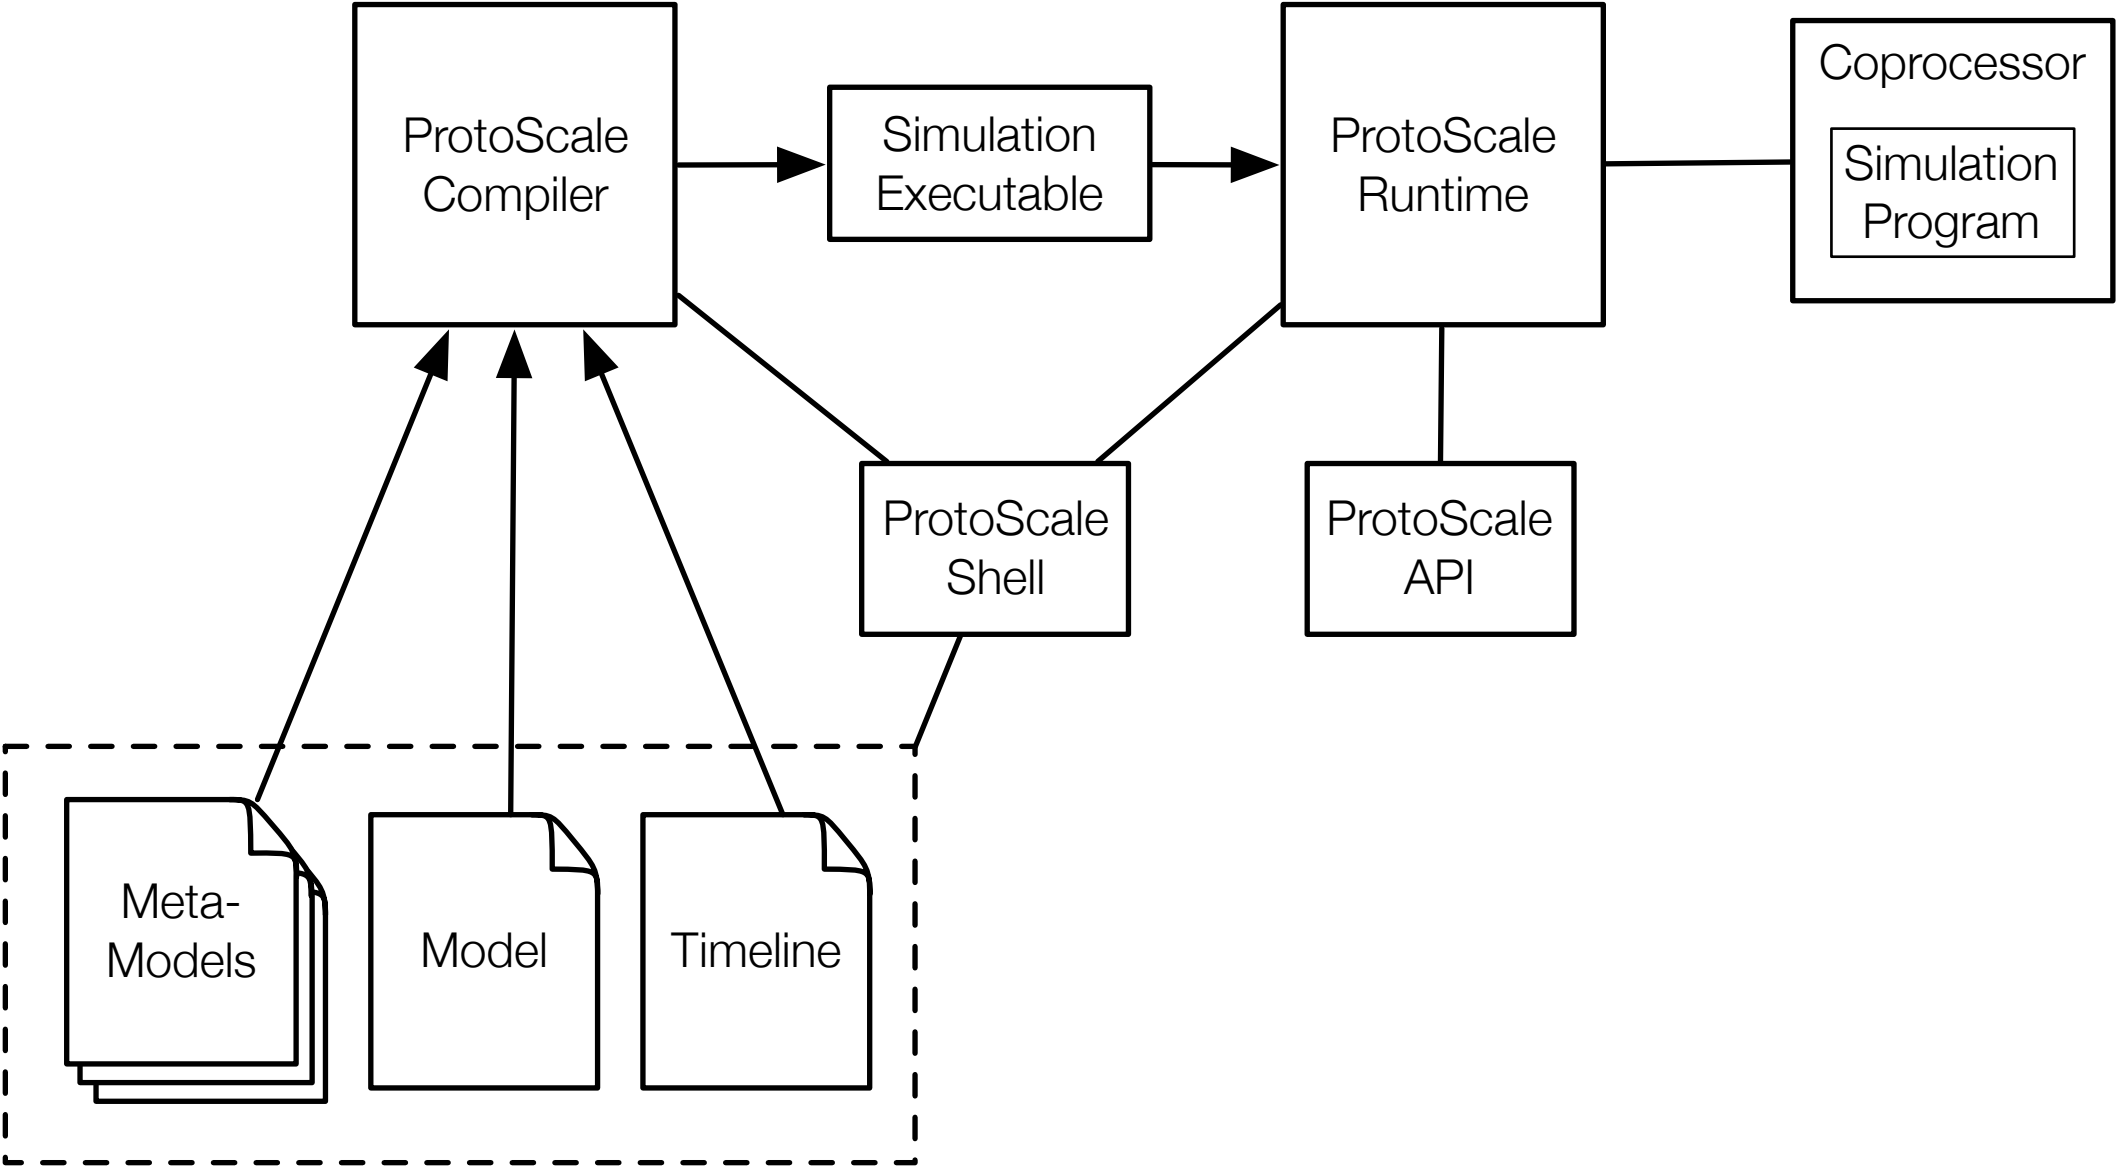 ProtoScale
Compiler
Simulation
Executable
ProtoScale
Runtime
Coprocessor
Simulation
Program
ProtoScale
Shell
ProtoScale
API
Meta-
Models
Model
Timeline